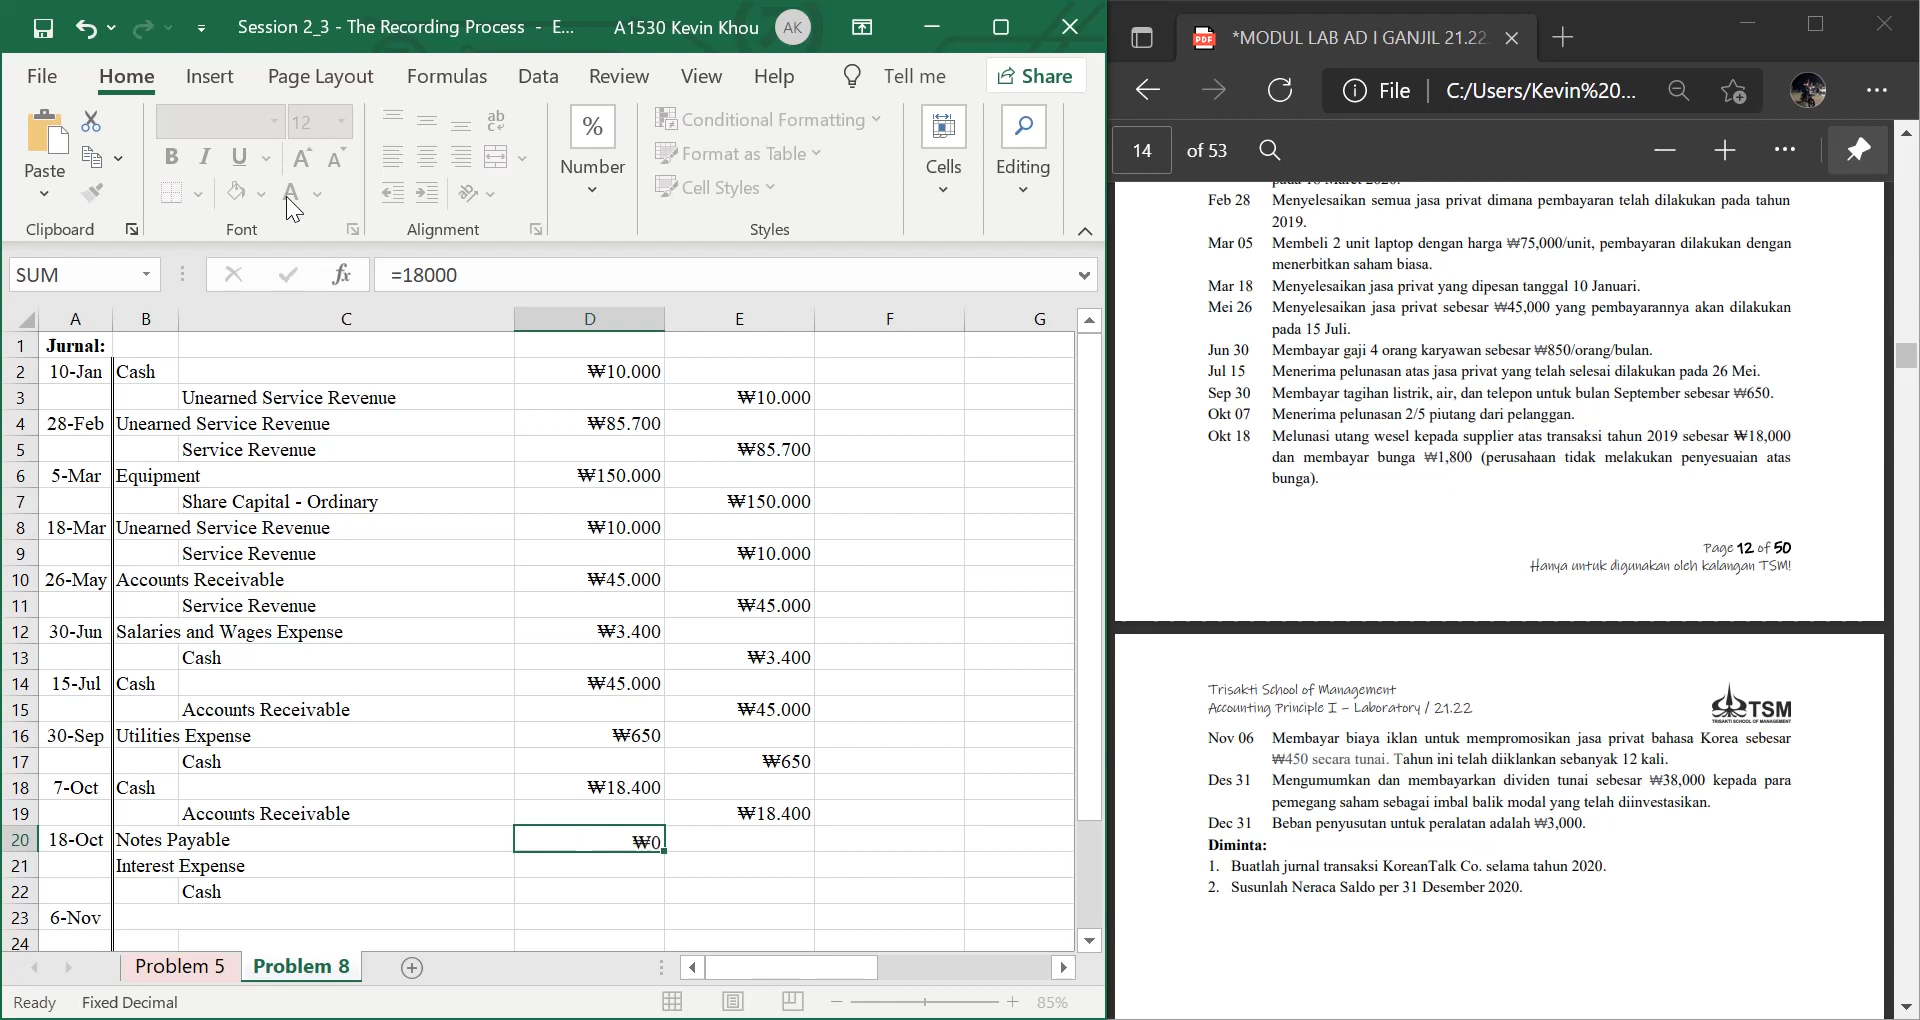 Session 2_3 - The Recording Process - E... A1530 Kevin Khou AK
File Home Insert Page Layout Formulas Data Review View Help Tell me Share
Paste
12
B I U A A
ab
c
%
Number
Conditional Formatting
Format as Table
Cell Styles
Cells
Editing
Clipboard Font Alignment Styles
SUM fx =18000
A B C D E F G
1 Jurnal:
2 10-Jan Cash ₩10.000
3 Unearned Service Revenue ₩10.000
4 28-Feb Unearned Service Revenue ₩85.700
5 Service Revenue ₩85.700
6 5-Mar Equipment ₩150.000
7 Share Capital - Ordinary ₩150.000
8 18-Mar Unearned Service Revenue ₩10.000
9 Service Revenue ₩10.000
10 26-May Accounts Receivable ₩45.000
11 Service Revenue ₩45.000
12 30-Jun Salaries and Wages Expense ₩3.400
13 Cash ₩3.400
14 15-Jul Cash ₩45.000
15 Accounts Receivable ₩45.000
16 30-Sep Utilities Expense ₩650
17 Cash ₩650
18 7-Oct Cash ₩18.400
19 Accounts Receivable ₩18.400
20 18-Oct Notes Payable ₩0
21 Interest Expense
22 Cash
23 6-Nov
24
Problem 5 Problem 8
Ready Fixed Decimal 85%
PDF *MODUL LAB AD I GANJIL 21.22
File C:/Users/Kevin%20...
14 of 53
Feb 28 Menyelesaikan semua jasa privat dimana pembayaran telah dilakukan pada tahun
2019.
Mar 05 Membeli 2 unit laptop dengan harga ₩75,000/unit, pembayaran dilakukan dengan
menerbitkan saham biasa.
Mar 18 Menyelesaikan jasa privat yang dipesan tanggal 10 Januari.
Mei 26 Menyelesaikan jasa privat sebesar ₩45,000 yang pembayarannya akan dilakukan
pada 15 Juli.
Jun 30 Membayar gaji 4 orang karyawan sebesar ₩850/orang/bulan.
Jul 15 Menerima pelunasan atas jasa privat yang telah selesai dilakukan pada 26 Mei.
Sep 30 Membayar tagihan listrik, air, dan telepon untuk bulan September sebesar ₩650.
Okt 07 Menerima pelunasan 2/5 piutang dari pelanggan.
Okt 18 Melunasi utang wesel kepada supplier atas transaksi tahun 2019 sebesar ₩18,000
dan membayar bunga ₩1,800 (perusahaan tidak melakukan penyesuaian atas
bunga).
Page 12 of 50
Hanya untuk digunakan oleh kalangan TSM!
Trisakti School of Management
Accounting Principle I – Laboratory / 21.22
TSM
TRISAKTI SCHOOL OF MANAGEMENT
Nov 06 Membayar biaya iklan untuk mempromosikan jasa privat bahasa Korea sebesar
₩450 secara tunai. Tahun ini telah diiklankan sebanyak 12 kali.
Des 31 Mengumumkan dan membayarkan dividen tunai sebesar ₩38,000 kepada para
pemegang saham sebagai imbal balik modal yang telah diinvestasikan.
Dec 31 Beban penyusutan untuk peralatan adalah ₩3,000.
Diminta:
1. Buatlah jurnal transaksi KoreanTalk Co. selama tahun 2020.
2. Susunlah Neraca Saldo per 31 Desember 2020.